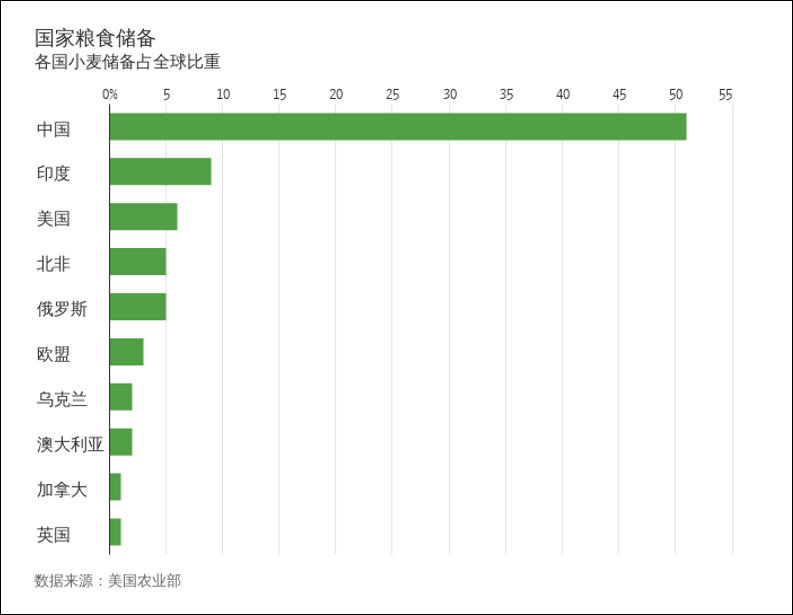 国家粮食储备
各国小麦储备占全球比重
0% 5 10 15 20 25 30 35 40 45 50 55
中国
印度
美国
北非
俄罗斯
欧盟
乌克兰
澳大利亚
加拿大
英国
数据来源：美国农业部